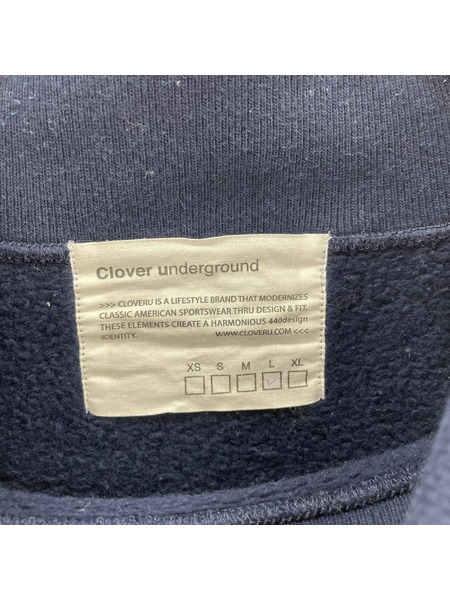 Clover underground
>>> CLOVERU IS A LIFESTYLE BRAND THAT MODERNIZES
CLASSIC AMERICAN SPORTSWEAR THRU DESIGN & FIT.
THESE ELEMENTS CREATE A HARMONIOUS 440design
IDENTITY. WWW.CLOVERU.COM <<<
XS S M L XL